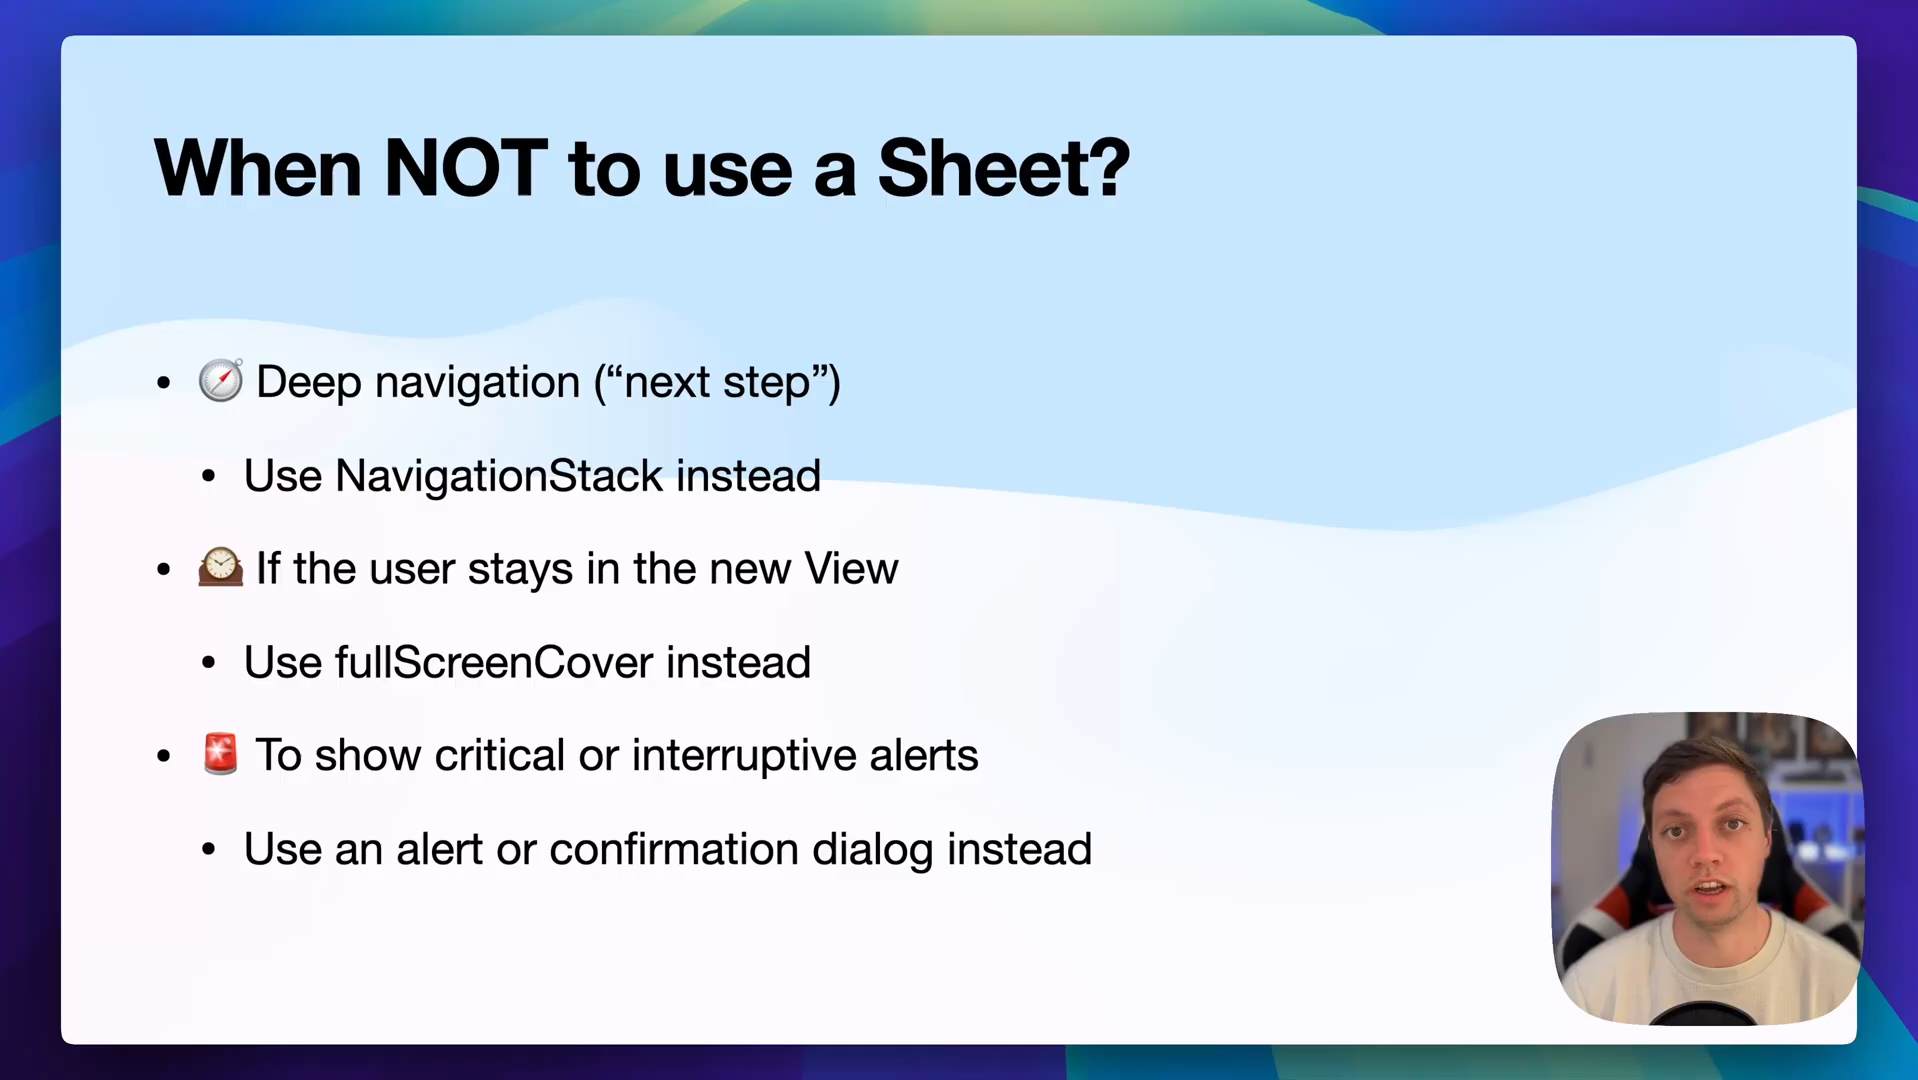 When NOT to use a Sheet?
• 🧭 Deep navigation (“next step”)
• Use NavigationStack instead
• 🕰️ If the user stays in the new View
• Use fullScreenCover instead
• 🚨 To show critical or interruptive alerts
• Use an alert or confirmation dialog instead